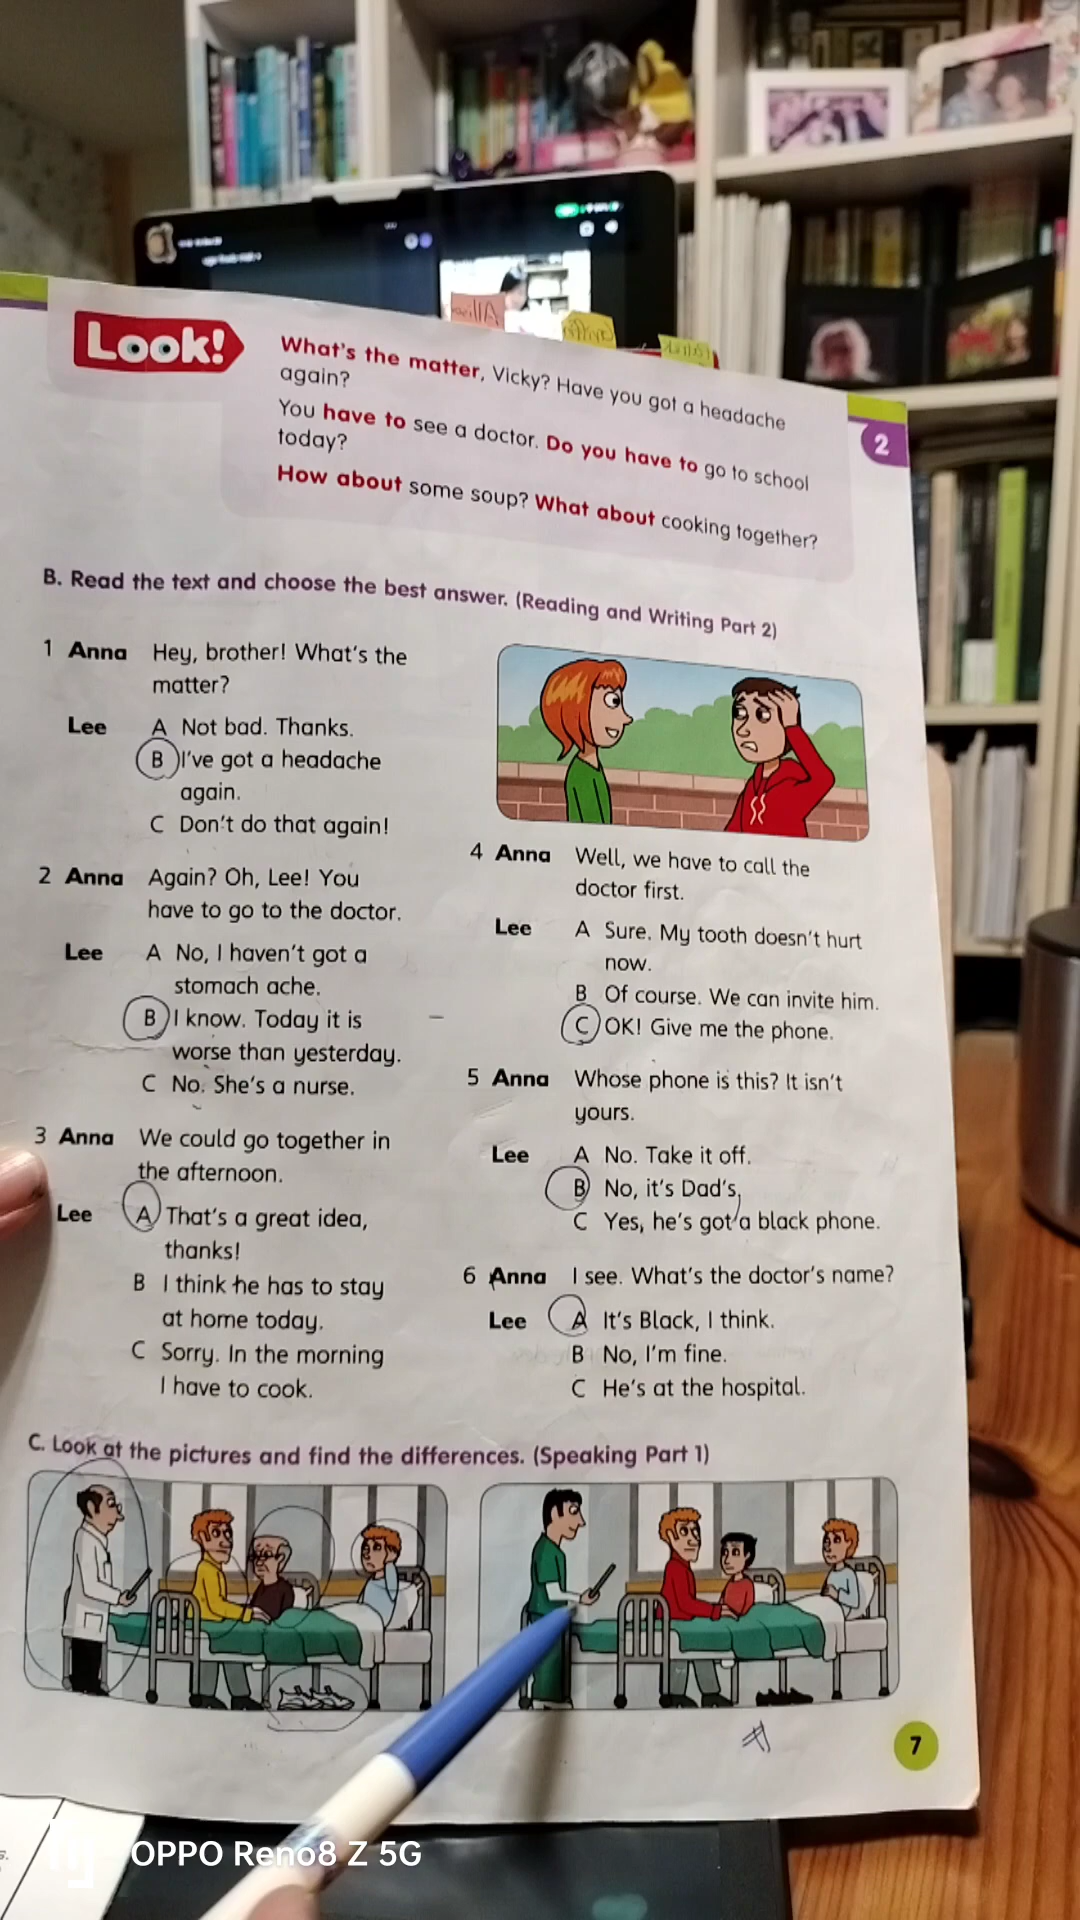 Look!
What's the matter, Vicky? Have you got a headache
again?
You have to see a doctor. Do you have to go to school
today?
How about some soup? What about cooking together?
2
B. Read the text and choose the best answer. (Reading and Writing Part 2)
1 Anna Hey, brother! What's the
matter?
Lee A Not bad. Thanks.
B I've got a headache
again.
C Don't do that again!
2 Anna Again? Oh, Lee! You
have to go to the doctor.
Lee A No, I haven't got a
stomach ache.
B I know. Today it is
worse than yesterday.
C No. She's a nurse.
3 Anna We could go together in
the afternoon.
Lee A That's a great idea,
thanks!
B I think he has to stay
at home today.
C Sorry. In the morning
I have to cook.
4 Anna Well, we have to call the
doctor first.
Lee A Sure. My tooth doesn't hurt
now.
B Of course. We can invite him.
C OK! Give me the phone.
5 Anna Whose phone is this? It isn't
yours.
Lee A No. Take it off.
B No, it's Dad's.
C Yes, he's got a black phone.
6 Anna I see. What's the doctor's name?
Lee A It's Black, I think.
B No, I'm fine.
C He's at the hospital.
C. Look at the pictures and find the differences. (Speaking Part 1)
7
OPPO Reno8 Z 5G